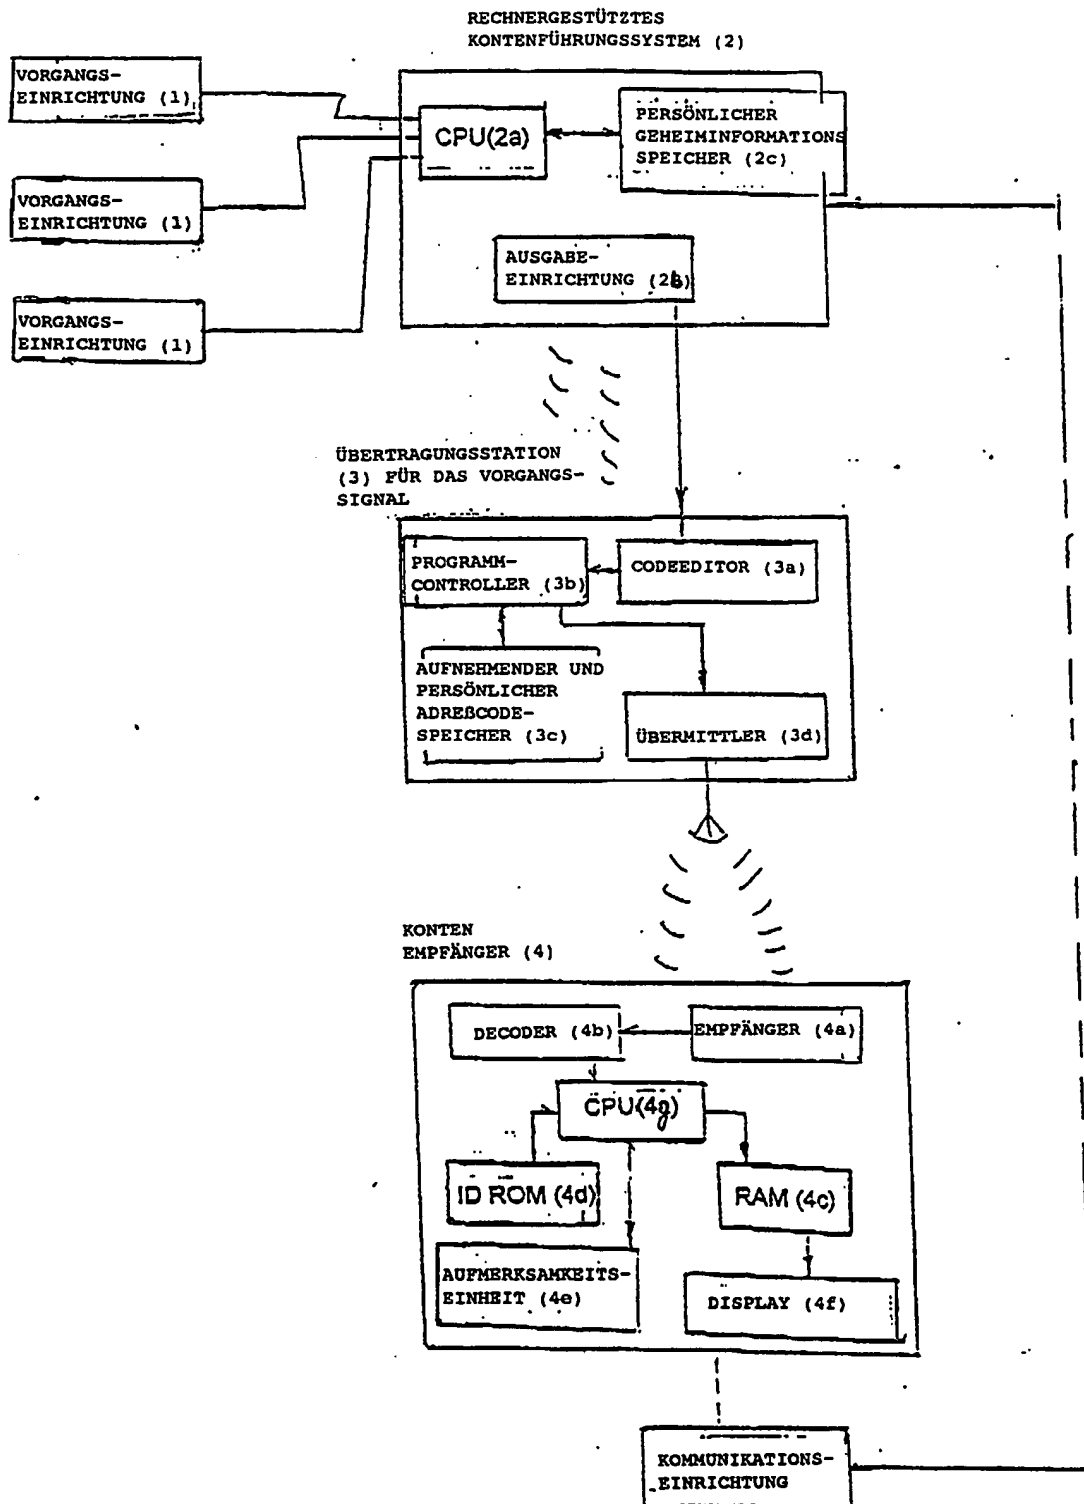 RECHNERGESTÜTZTES
KONTENFÜHRUNGSSYSTEM (2)
VORGANGS-
EINRICHTUNG (1)
CPU(2a)
PERSÖNLICHER
GEHEIMINFORMATIONS
SPEICHER (2c)
VORGANGS-
EINRICHTUNG (1)
AUSGABE-
EINRICHTUNG (2b)
VORGANGS-
EINRICHTUNG (1)
ÜBERTRAGUNGSSTATION
(3) FÜR DAS VORGANGS-
SIGNAL
PROGRAMM-
CONTROLLER (3b)
CODEEDITOR (3a)
AUFNEHMENDER UND
PERSÖNLICHER
ADREßCODE-
SPEICHER (3c)
ÜBERMITTLER (3d)
KONTEN
EMPFÄNGER (4)
DECODER (4b)
EMPFÄNGER (4a)
CPU(4g)
ID ROM (4d)
RAM (4c)
AUFMERKSAMKEITS-
EINHEIT (4e)
DISPLAY (4f)
KOMMUNIKATIONS-
EINRICHTUNG